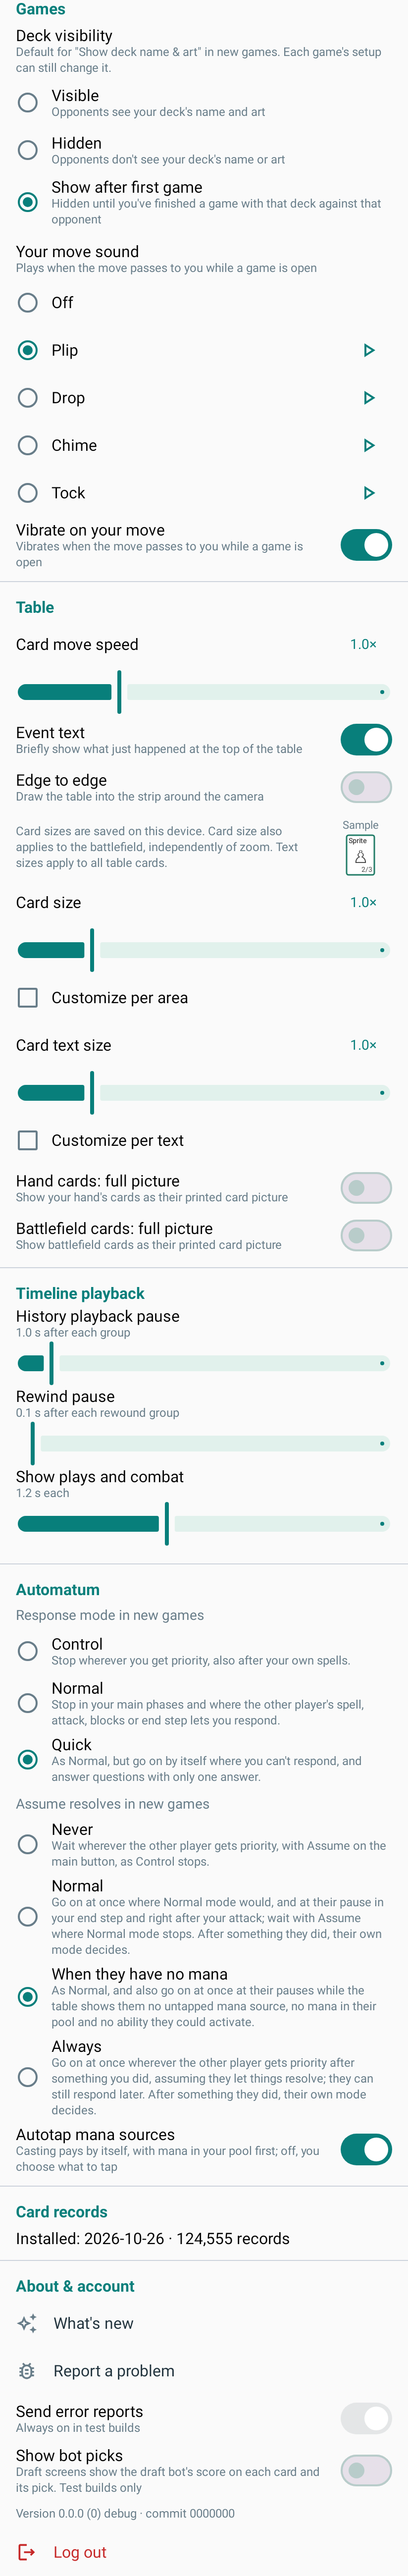 Games
Deck visibility
Default for "Show deck name & art" in new games. Each game's setup
can still change it.
Visible
Opponents see your deck's name and art
Hidden
Opponents don't see your deck's name or art
Show after first game
Hidden until you've finished a game with that deck against that
opponent
Your move sound
Plays when the move passes to you while a game is open
Off
Plip
Drop
Chime
Tock
Vibrate on your move
Vibrates when the move passes to you while a game is
open
Table
Card move speed
1.0×
Event text
Briefly show what just happened at the top of the table
Edge to edge
Draw the table into the strip around the camera
Card sizes are saved on this device. Card size also
applies to the battlefield, independently of zoom. Text
sizes apply to all table cards.
Sample
Sprite
2/3
Card size
1.0×
Customize per area
Card text size
1.0×
Customize per text
Hand cards: full picture
Show your hand's cards as their printed card picture
Battlefield cards: full picture
Show battlefield cards as their printed card picture
Timeline playback
History playback pause
1.0 s after each group
Rewind pause
0.1 s after each rewound group
Show plays and combat
1.2 s each
Automatum
Response mode in new games
Control
Stop wherever you get priority, also after your own spells.
Normal
Stop in your main phases and where the other player's spell,
attack, blocks or end step lets you respond.
Quick
As Normal, but go on by itself where you can't respond, and
answer questions with only one answer.
Assume resolves in new games
Never
Wait wherever the other player gets priority, with Assume on the
main button, as Control stops.
Normal
Go on at once where Normal mode would, and at their pause in
your end step and right after your attack; wait with Assume
where Normal mode stops. After something they did, their own
mode decides.
When they have no mana
As Normal, and also go on at once at their pauses while the
table shows them no untapped mana source, no mana in their
pool and no ability they could activate.
Always
Go on at once wherever the other player gets priority after
something you did, assuming they let things resolve; they can
still respond later. After something they did, their own mode
decides.
Autotap mana sources
Casting pays by itself, with mana in your pool first; off, you
choose what to tap
Card records
Installed: 2026-10-26 · 124,555 records
About & account
What's new
Report a problem
Send error reports
Always on in test builds
Show bot picks
Draft screens show the draft bot's score on each card and
its pick. Test builds only
Version 0.0.0 (0) debug · commit 0000000
Log out